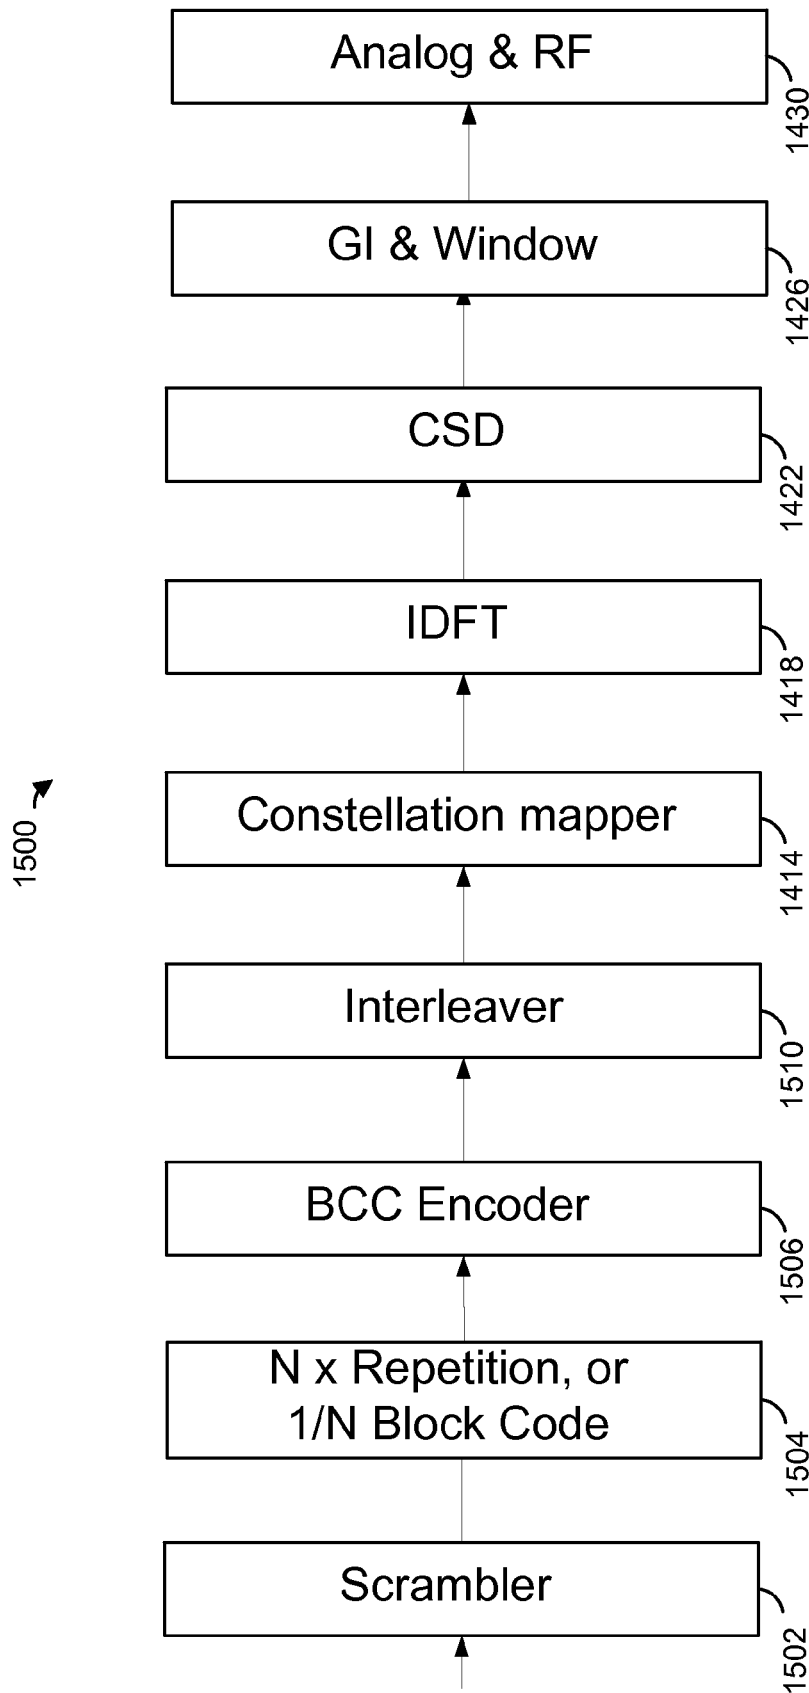 Analog & RF
1430
GI & Window
1426
CSD
1422
IDFT
1418
1500
Constellation mapper
1414
Interleaver
1510
BCC Encoder
1506
N x Repetition, or
1/N Block Code
1504
Scrambler
1502